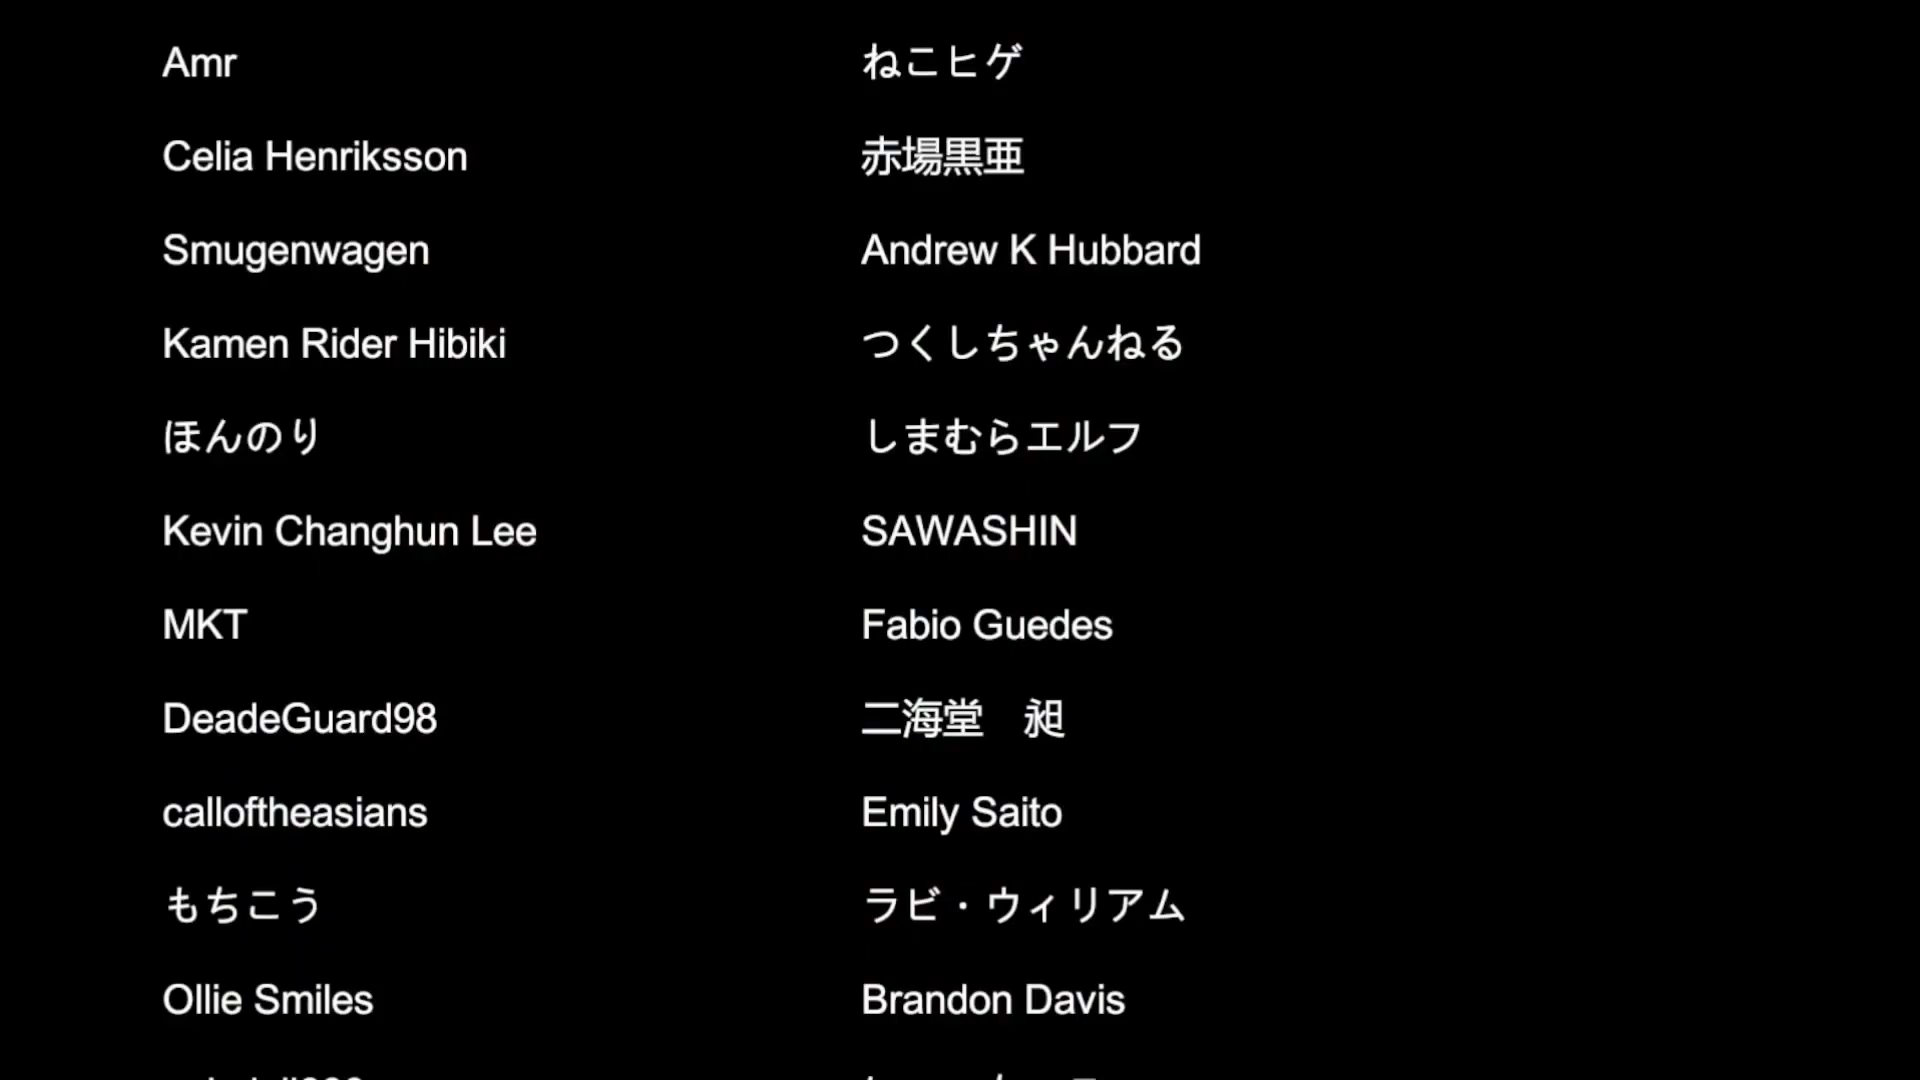 Amr
ねこヒゲ
Celia Henriksson
赤場黒亜
Smugenwagen
Andrew K Hubbard
Kamen Rider Hibiki
つくしちゃんねる
ほんのり
しまむらエルフ
Kevin Changhun Lee
SAWASHIN
MKT
Fabio Guedes
DeadeGuard98
二海堂　昶
calloftheasians
Emily Saito
もちこう
ラビ・ウィリアム
Ollie Smiles
Brandon Davis